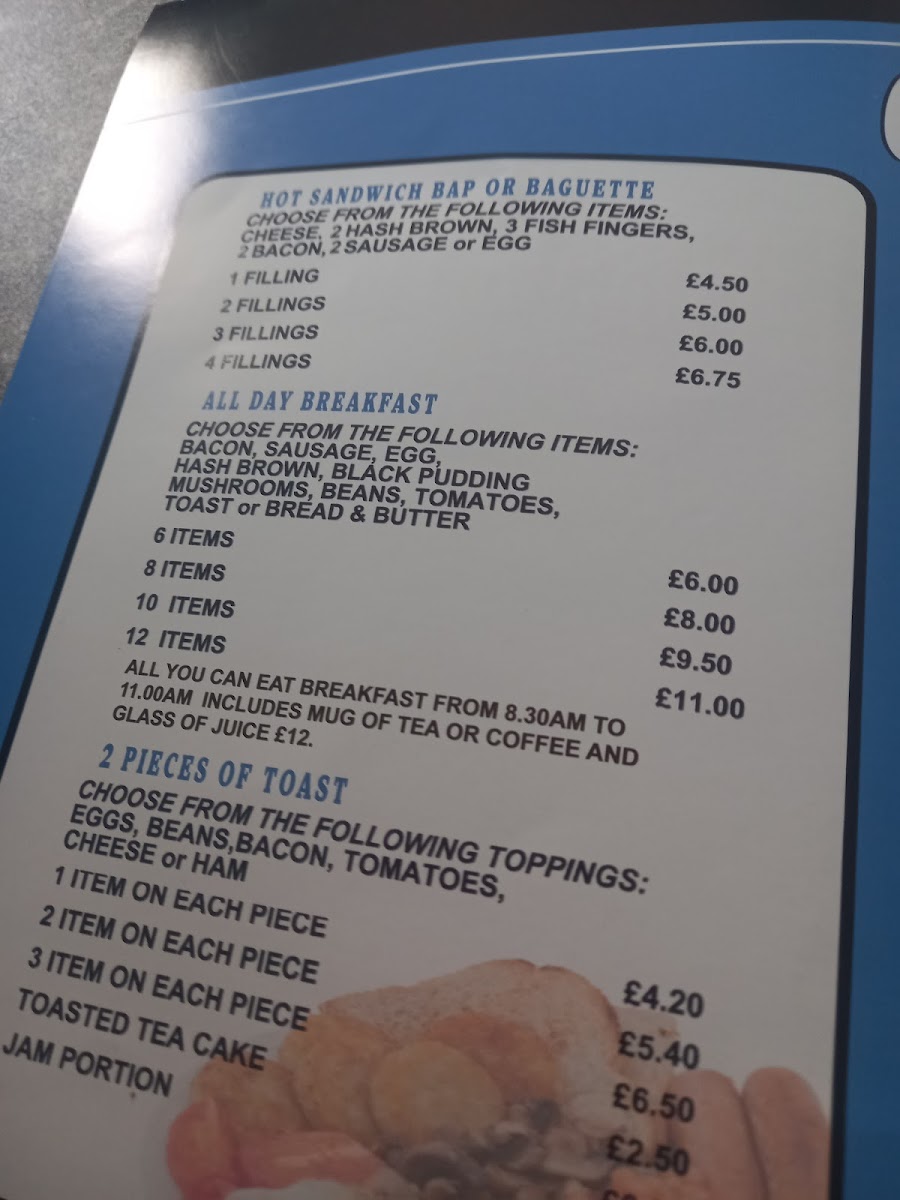 HOT SANDWICH BAP OR BAGUETTE
CHOOSE FROM THE FOLLOWING ITEMS:
CHEESE, 2 HASH BROWN, 3 FISH FINGERS,
2 BACON, 2 SAUSAGE or EGG
1 FILLING £4.50
2 FILLINGS £5.00
3 FILLINGS £6.00
4 FILLINGS £6.75
ALL DAY BREAKFAST
CHOOSE FROM THE FOLLOWING ITEMS:
BACON, SAUSAGE, EGG,
HASH BROWN, BLACK PUDDING
MUSHROOMS, BEANS, TOMATOES,
TOAST or BREAD & BUTTER
6 ITEMS £6.00
8 ITEMS £8.00
10 ITEMS £9.50
12 ITEMS £11.00
ALL YOU CAN EAT BREAKFAST FROM 8.30AM TO
11.00AM INCLUDES MUG OF TEA OR COFFEE AND
GLASS OF JUICE £12.
2 PIECES OF TOAST
CHOOSE FROM THE FOLLOWING TOPPINGS:
EGGS, BEANS,BACON, TOMATOES,
CHEESE or HAM
1 ITEM ON EACH PIECE £4.20
2 ITEM ON EACH PIECE £5.40
3 ITEM ON EACH PIECE £6.50
TOASTED TEA CAKE £2.50
JAM PORTION